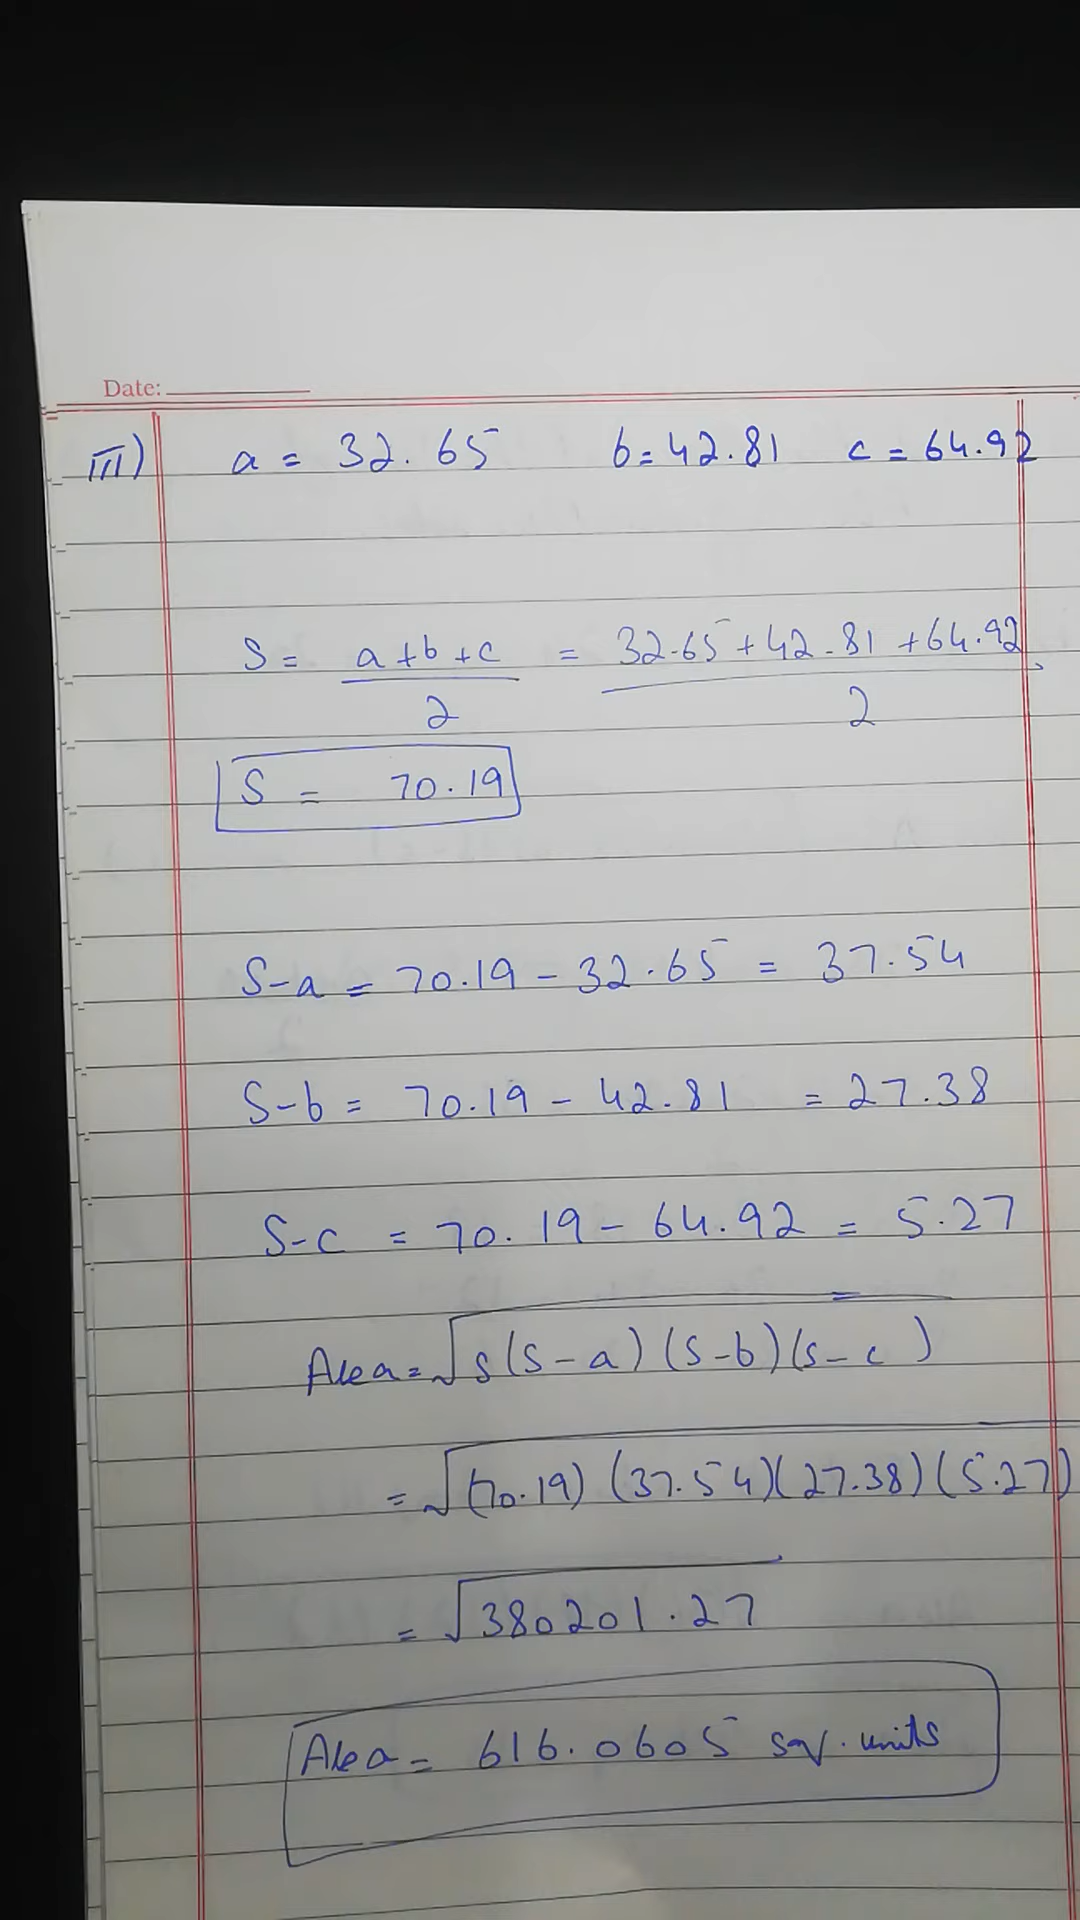 Date:
III) a = 32.65 b = 42.81 c = 64.92
S = a+b+c / 2 = 32.65 + 42.81 + 64.92 / 2
S = 70.19
S-a = 70.19 - 32.65 = 37.54
S-b = 70.19 - 42.81 = 27.38
S-c = 70.19 - 64.92 = 5.27
Area = √s(s-a)(s-b)(s-c)
= √(70.19)(37.54)(27.38)(5.27)
= √380201.27
Area = 616.0605 sq. units